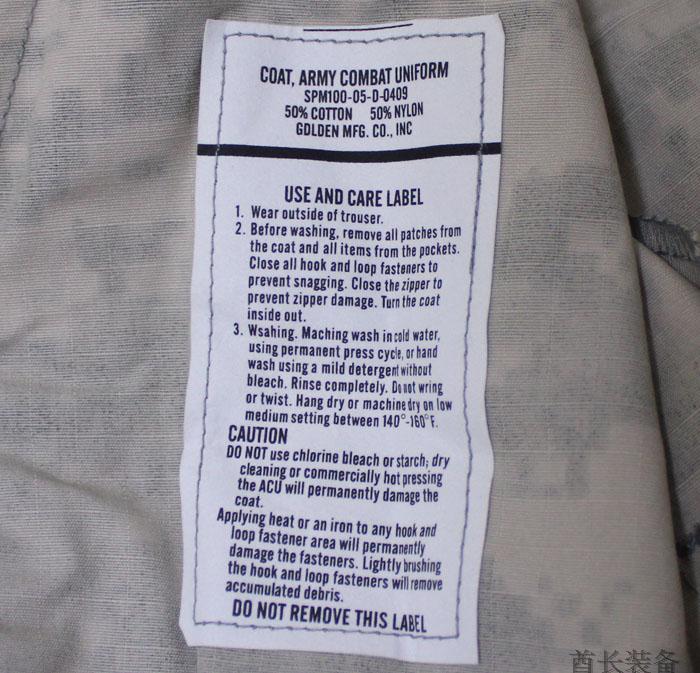 COAT, ARMY COMBAT UNIFORM
SPM100-05-D-0409
50% COTTON 50% NYLON
GOLDEN MFG. CO., INC
USE AND CARE LABEL
1. Wear outside of trouser.
2. Before washing, remove all patches from
the coat and all items from the pockets.
Close all hook and loop fasteners to
prevent snagging. Close the zipper to
prevent zipper damage. Turn the coat
inside out.
3. Wsahing. Maching wash in cold water,
using permanent press cycle, or hand
wash using a mild detergent without
bleach. Rinse completely. Do not wring
or twist. Hang dry or machine dry on low
medium setting between 140°-160°F.
CAUTION
DO NOT use chlorine bleach or starch; dry
cleaning or commercially hot pressing
the ACU will permanently damage the
coat.
Applying heat or an iron to any hook and
loop fastener area will permanently
damage the fasteners. Lightly brushing
the hook and loop fasteners will remove
accumulated debris.
DO NOT REMOVE THIS LABEL
酋长装备